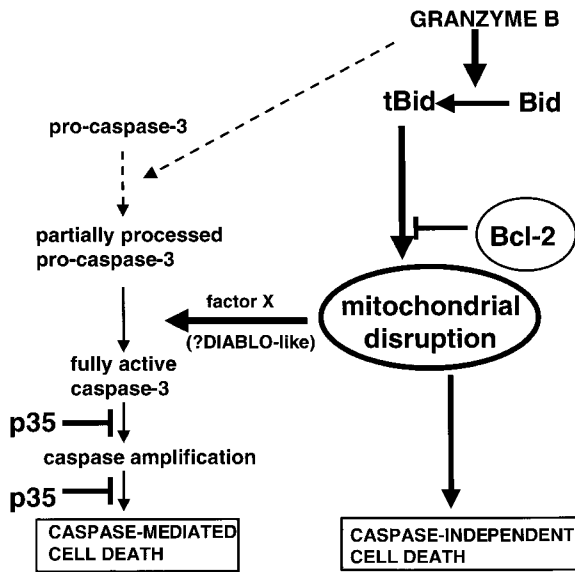 GRANZYME B
tBid
Bid
pro-caspase-3
partially processed
pro-caspase-3
Bcl-2
factor X
(?DIABLO-like)
mitochondrial
disruption
fully active
caspase-3
p35
caspase amplification
p35
CASPASE-MEDIATED
CELL DEATH
CASPASE-INDEPENDENT
CELL DEATH